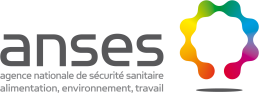 anses
agence nationale de sécurité sanitaire
alimentation, environnement, travail